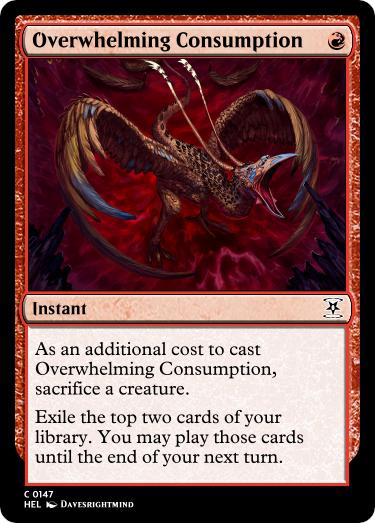 Overwhelming Consumption
Instant
As an additional cost to cast
Overwhelming Consumption,
sacrifice a creature.
Exile the top two cards of your
library. You may play those cards
until the end of your next turn.
C 0147
HEL DAVESRIGHTMIND